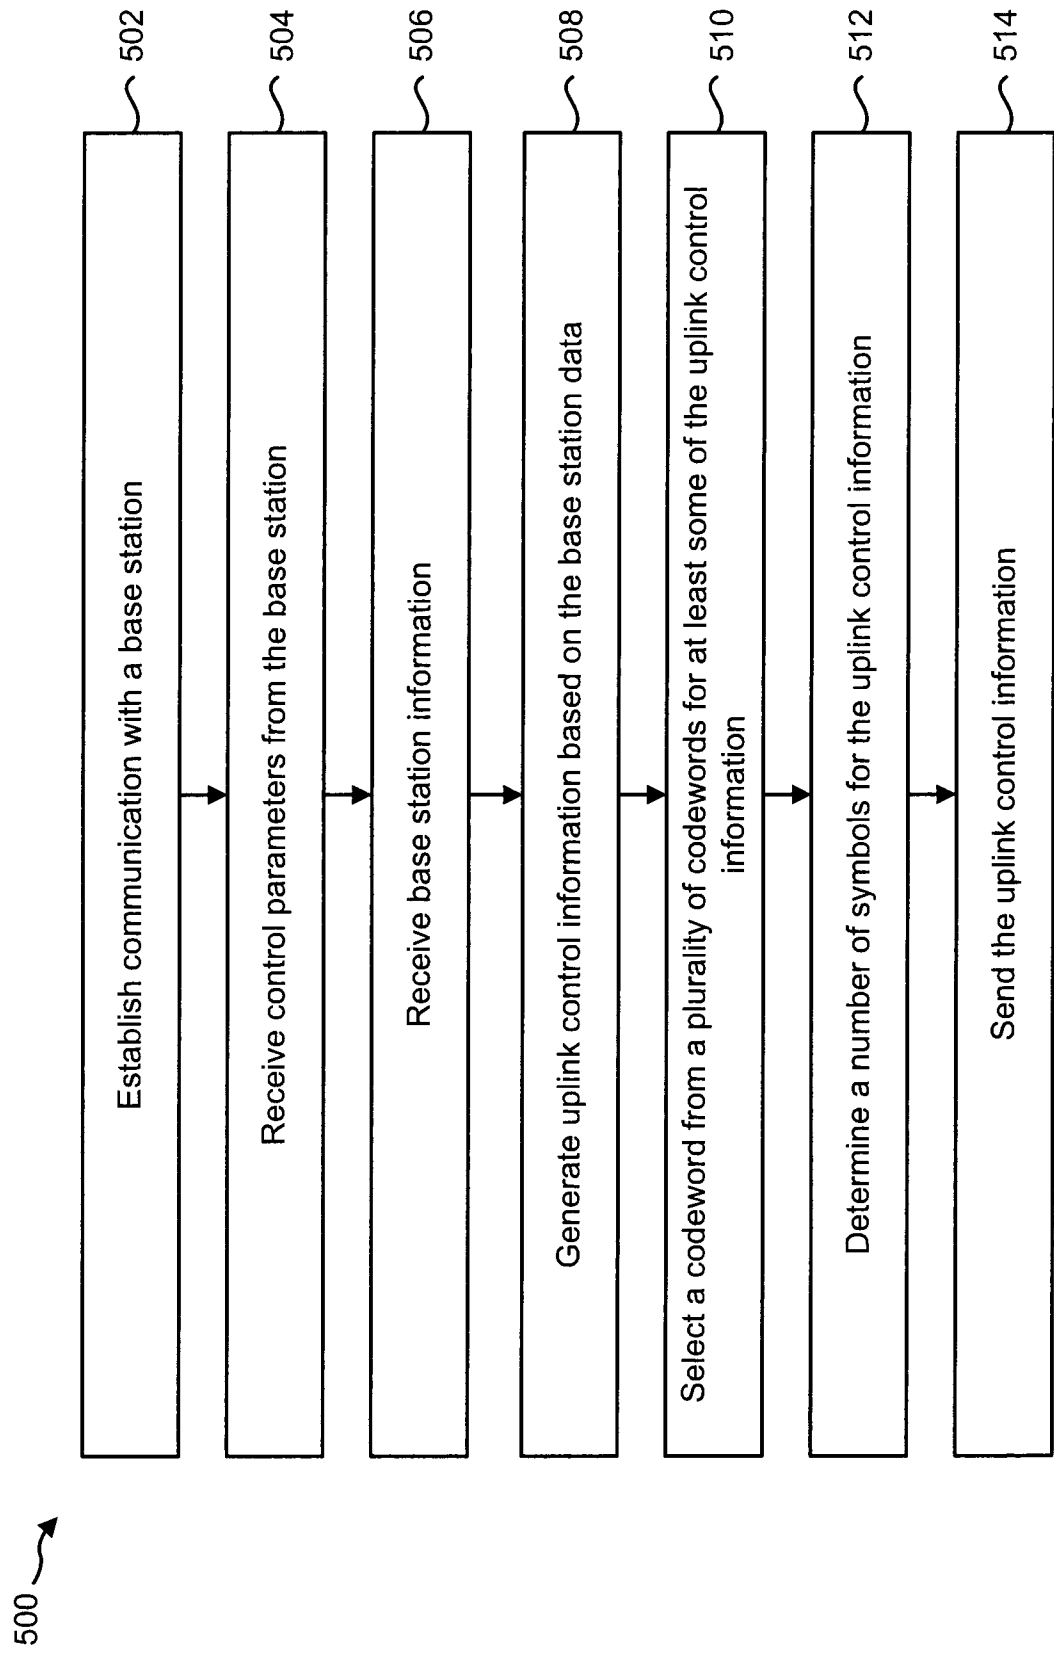 500
Establish communication with a base station
502
Receive control parameters from the base station
504
Receive base station information
506
Generate uplink control information based on the base station data
508
Select a codeword from a plurality of codewords for at least some of the uplink control
information
510
Determine a number of symbols for the uplink control information
512
Send the uplink control information
514